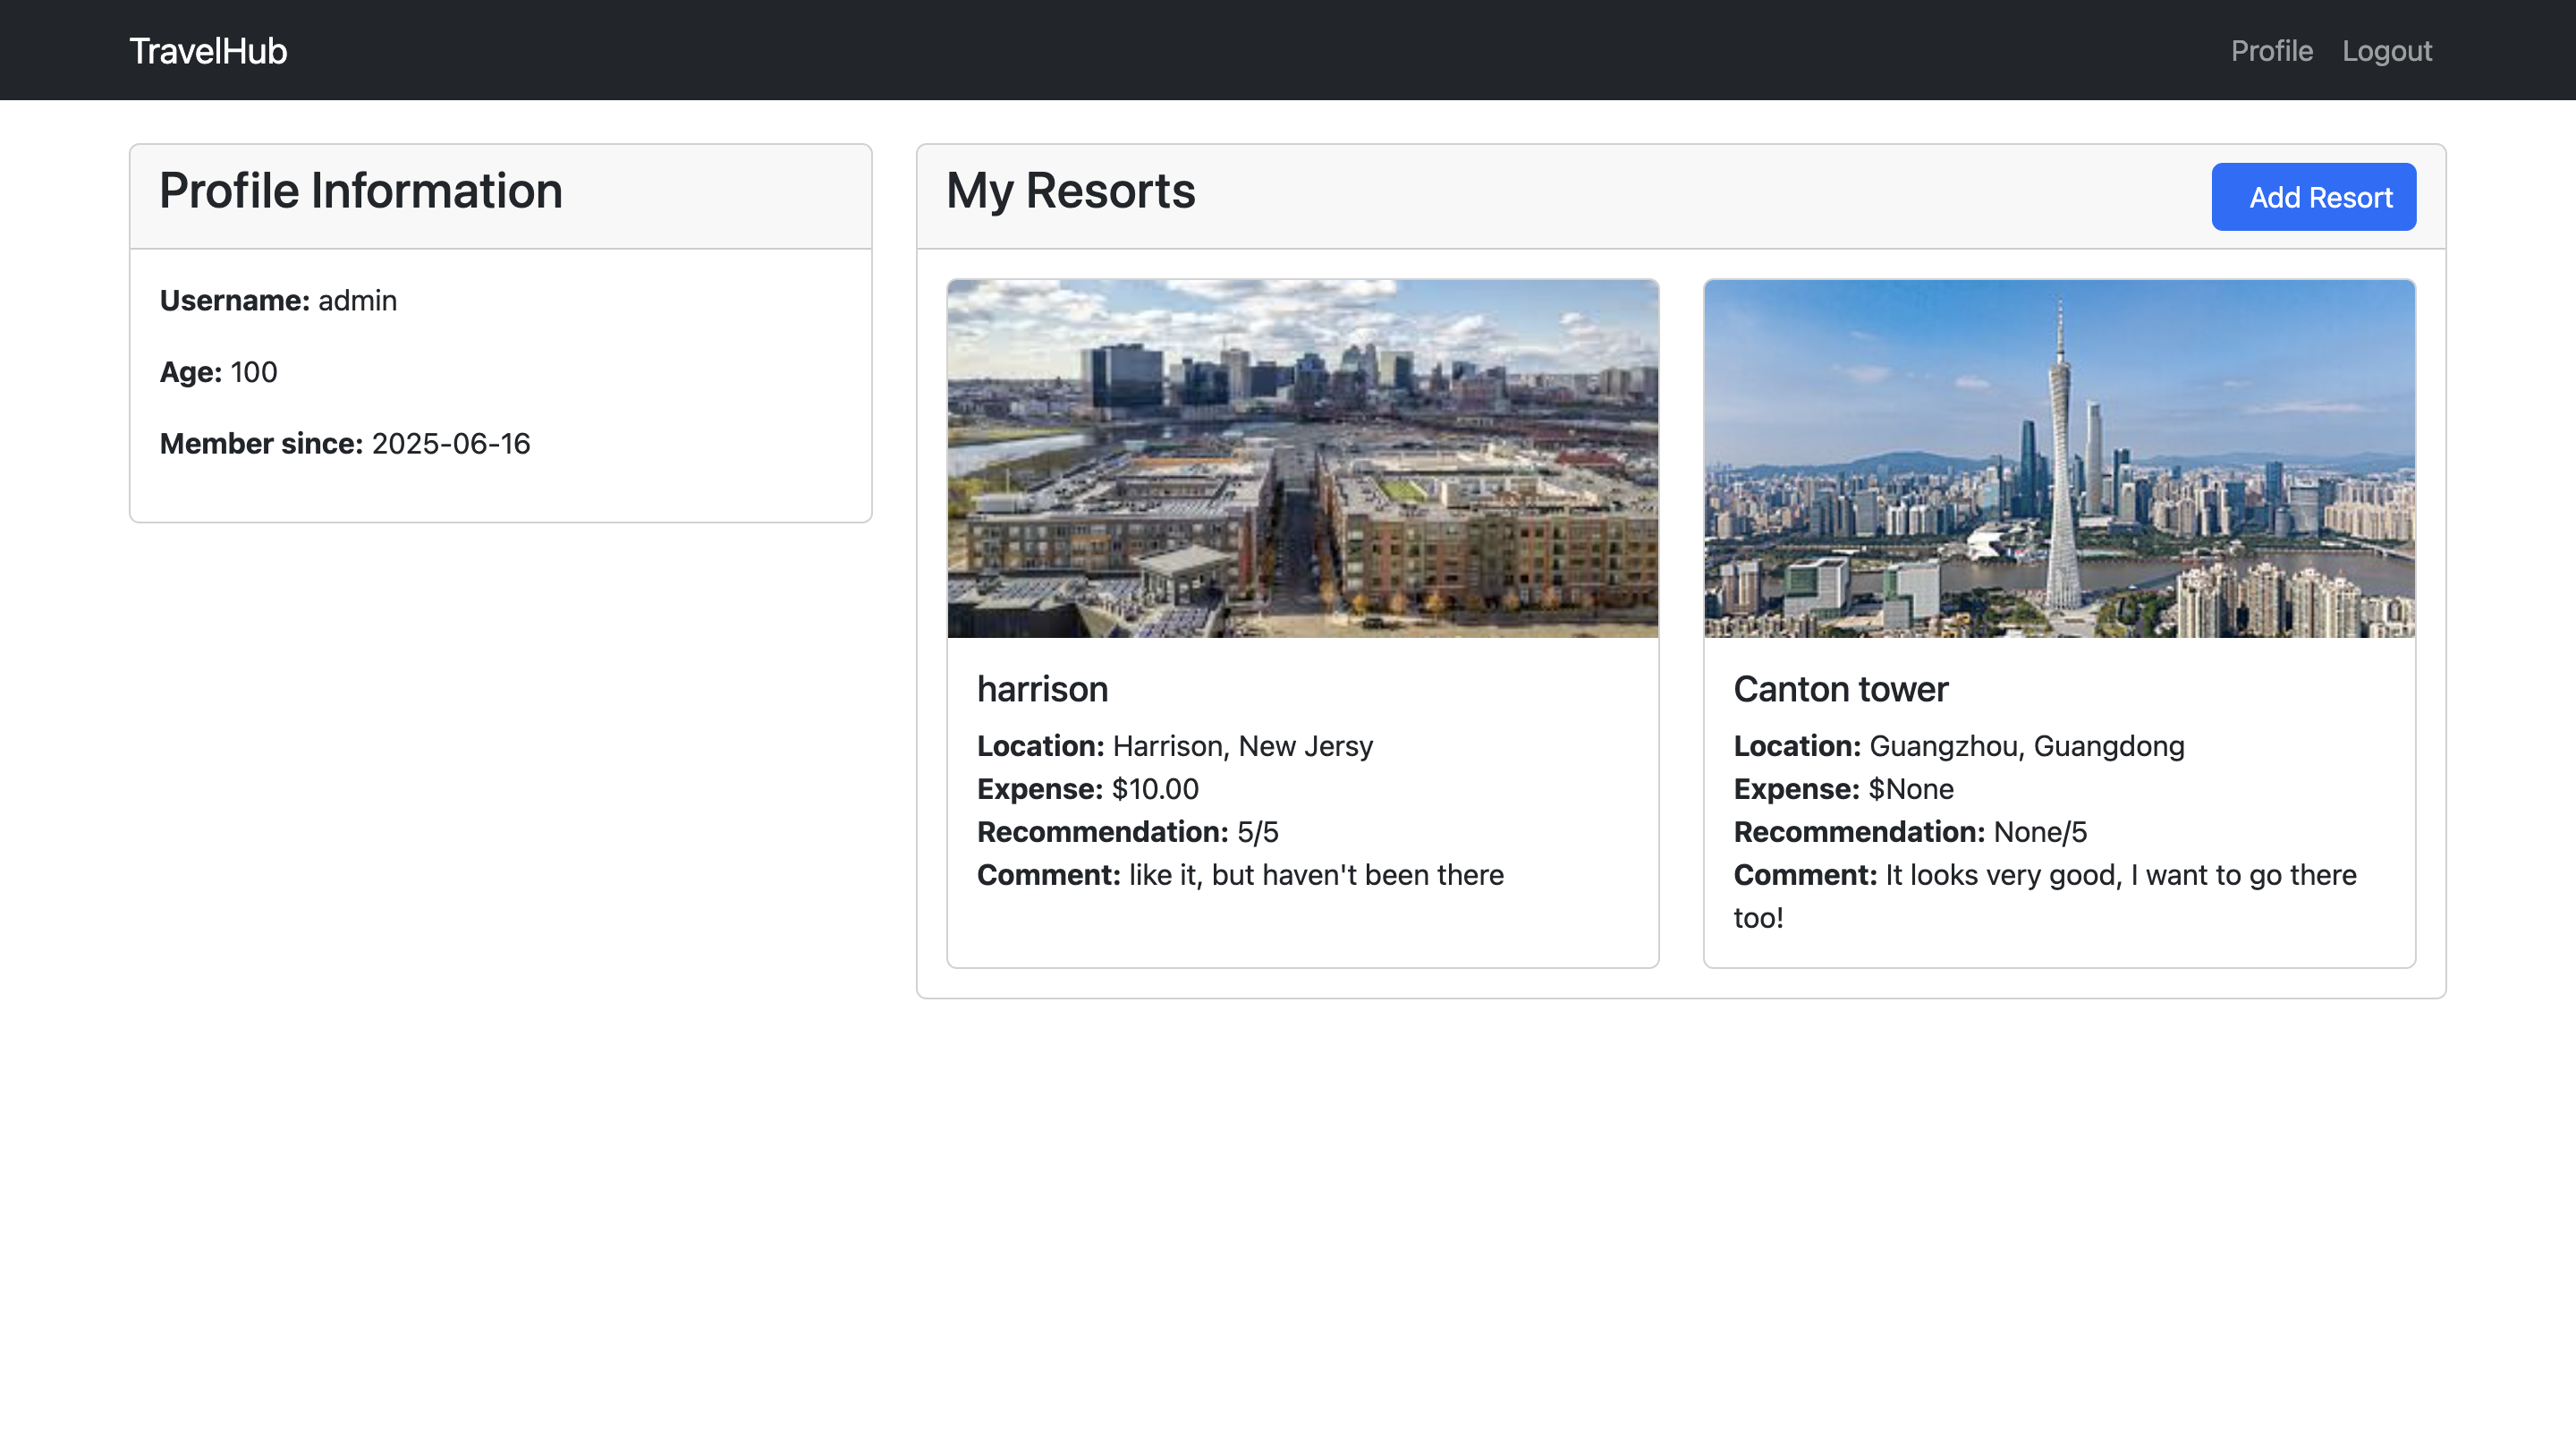 TravelHub
Profile
Logout
Profile Information
Username: admin
Age: 100
Member since: 2025-06-16
My Resorts
Add Resort
harrison
Location: Harrison, New Jersy
Expense: $10.00
Recommendation: 5/5
Comment: like it, but haven't been there
Canton tower
Location: Guangzhou, Guangdong
Expense: $None
Recommendation: None/5
Comment: It looks very good, I want to go there
too!